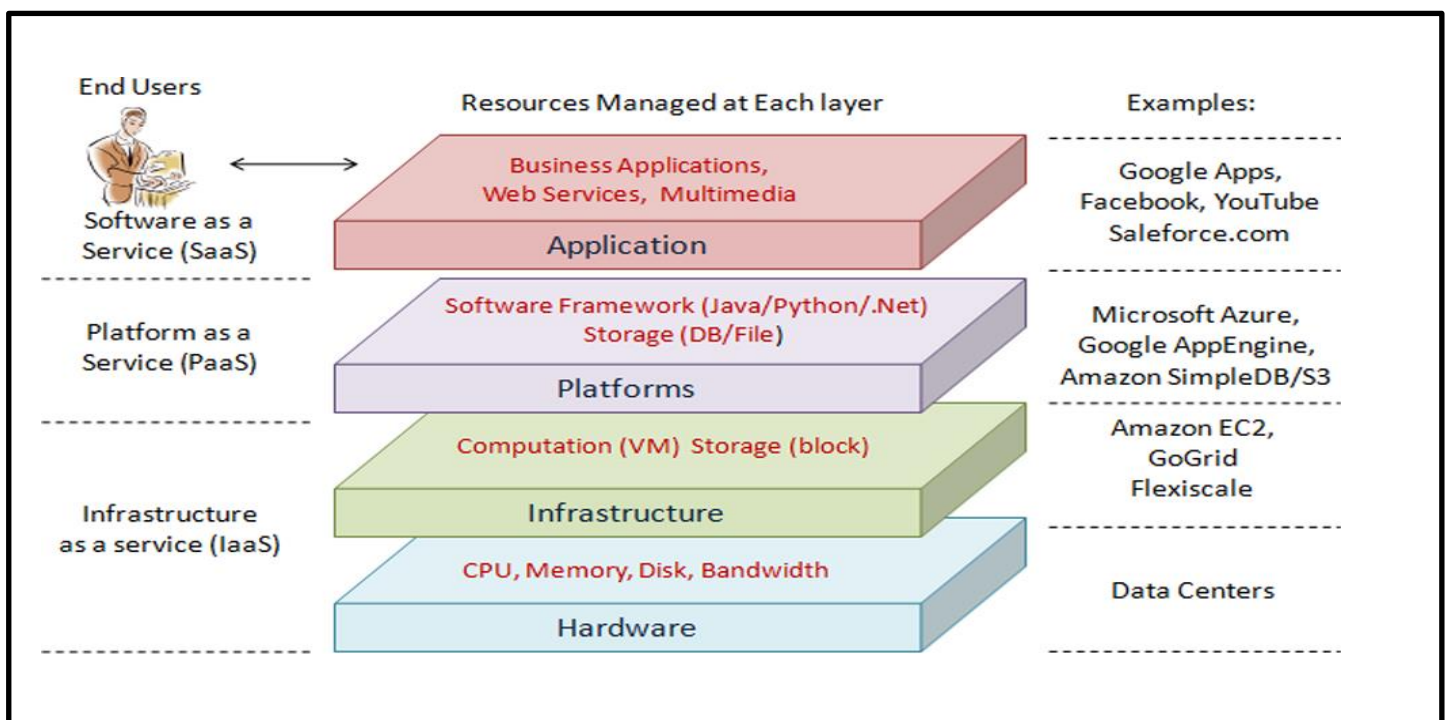 End Users
Resources Managed at Each layer
Examples:
Software as a
Service (SaaS)
Business Applications,
Web Services, Multimedia
Application
Google Apps,
Facebook, YouTube
Saleforce.com
Platform as a
Service (PaaS)
Software Framework (Java/Python/.Net)
Storage (DB/File)
Platforms
Microsoft Azure,
Google AppEngine,
Amazon SimpleDB/S3
Infrastructure
as a service (IaaS)
Computation (VM) Storage (block)
Infrastructure
Amazon EC2,
GoGrid
Flexiscale
CPU, Memory, Disk, Bandwidth
Hardware
Data Centers